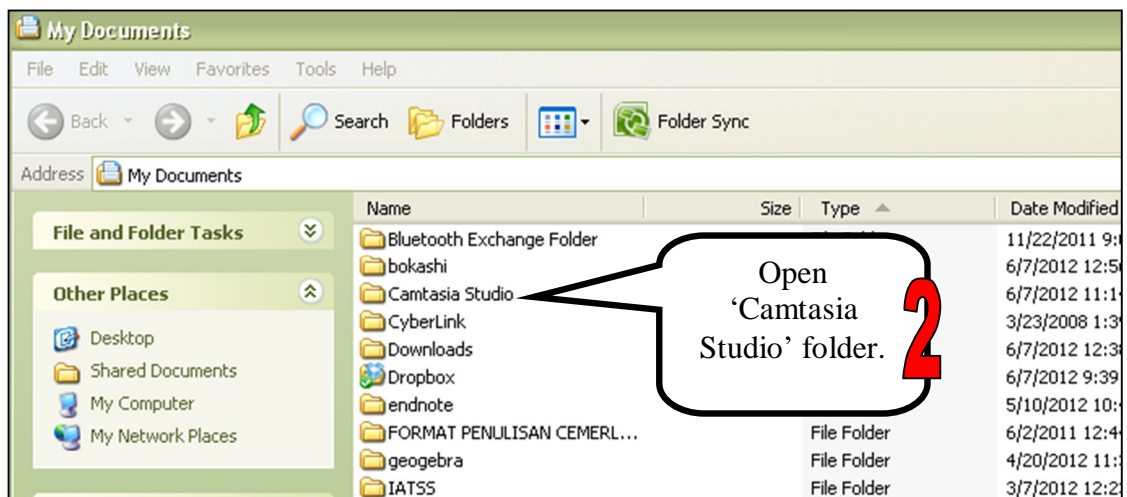 My Documents
File Edit View Favorites Tools Help
Back Search Folders Folder Sync
Address My Documents
Name Size Type Date Modified
File and Folder Tasks
Other Places
Desktop
Shared Documents
My Computer
My Network Places
Bluetooth Exchange Folder 11/22/2011
bokashi 6/7/2012
Camtasia Studio 6/7/2012
CyberLink 3/23/2008
Downloads 6/7/2012
Dropbox 6/7/2012 9:39
endnote 5/10/2012
FORMAT PENULISAN CEMERL... File Folder 6/2/2011
geogebra File Folder 4/20/2012
IATSS File Folder 3/7/2012
Open
‘Camtasia
Studio’ folder.
2